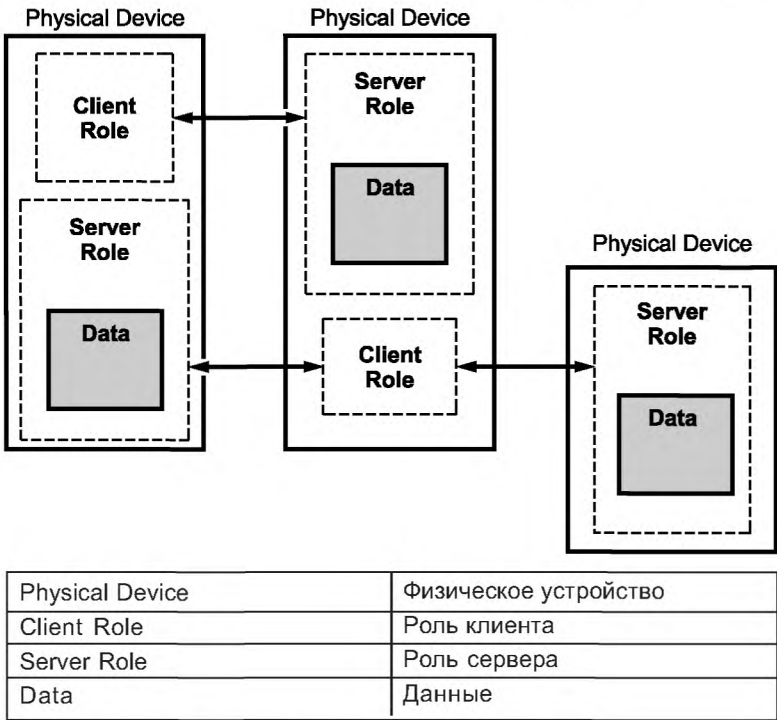 Physical Device
Client
Role
Server
Role
Data
Physical Device
Server
Role
Data
Client
Role
Physical Device
Server
Role
Data
Physical Device Физическое устройство
Client Role Роль клиента
Server Role Роль сервера
Data Данные